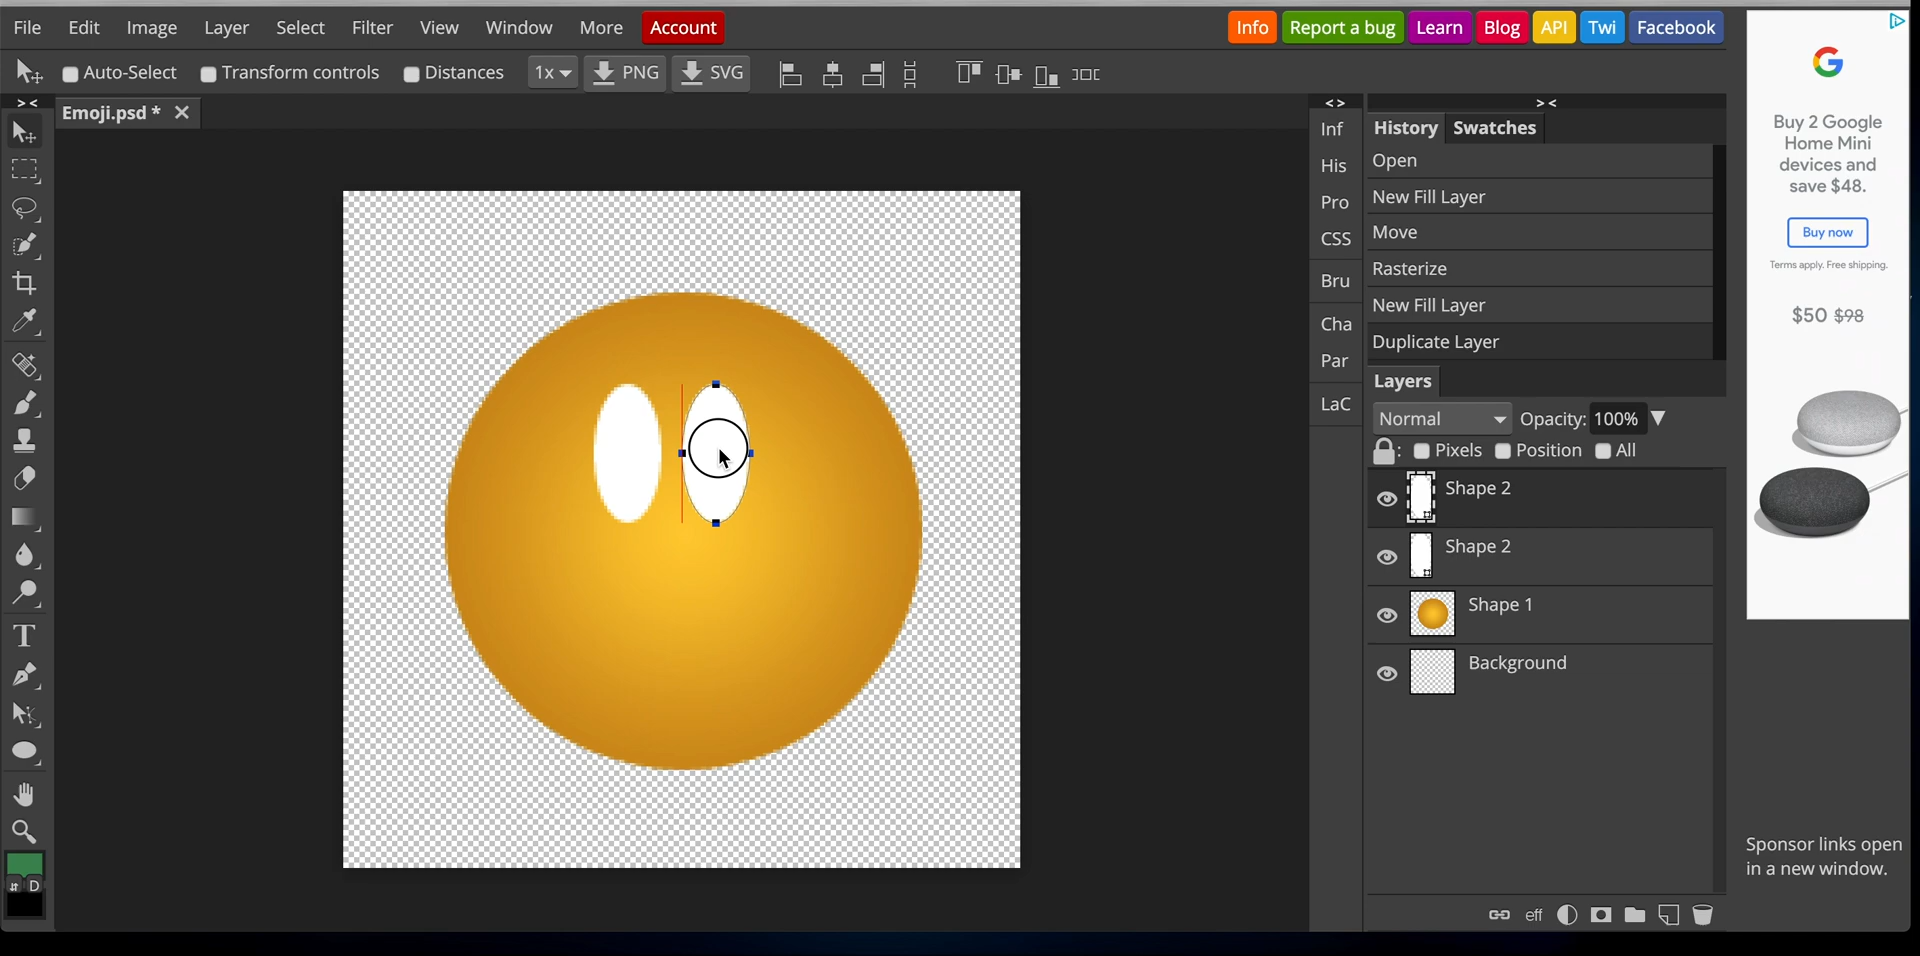 File Edit Image Layer Select Filter View Window More Account Info Report a bug Learn Blog API Twi Facebook
Auto-Select Transform controls Distances 1x PNG SVG
> < Emoji.psd * < > > <
Inf
His
Pro
CSS
Bru
Cha
Par
LaC
History Swatches
Open
New Fill Layer
Move
Rasterize
New Fill Layer
Duplicate Layer
Layers
Normal Opacity: 100%
: Pixels Position All
Shape 2
Shape 2
Shape 1
Background
eff
T
D
G
Buy 2 Google
Home Mini
devices and
save $48.
Buy now
Terms apply. Free shipping.
$50 $98
Sponsor links open
in a new window.